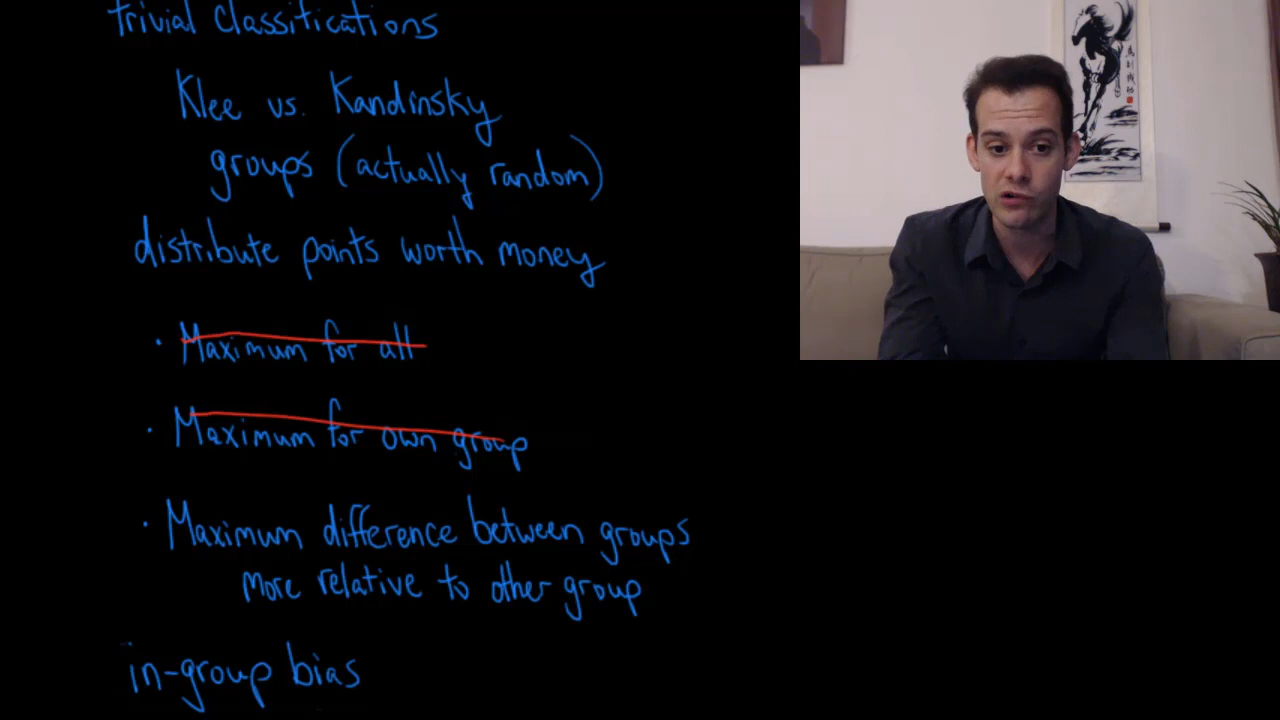 trivial classifications
Klee vs. Kandinsky
groups (actually random)
distribute points worth money
• Maximum for all
• Maximum for own group
• Maximum difference between groups
more relative to other group
in-group bias